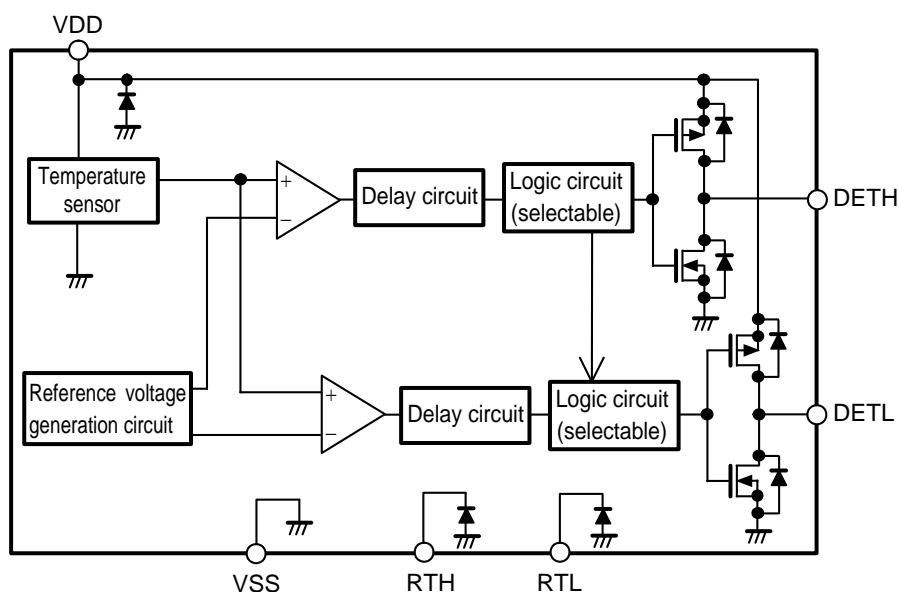 VDD
Temperature
sensor
+
−
Delay circuit
Logic circuit
(selectable)
DETH
Reference voltage
generation circuit
+
−
Delay circuit
Logic circuit
(selectable)
DETL
VSS
RTH
RTL